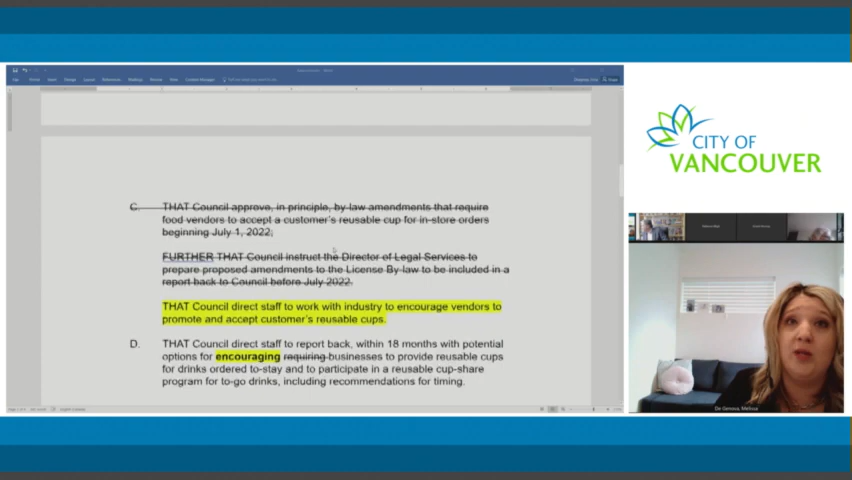 CITY OF
VANCOUVER
C. THAT Council approve, in principle, by-law amendments that require
food vendors to accept a customer's reusable cup for in-store orders
beginning July 1, 2022;
FURTHER THAT Council instruct the Director of Legal Services to
prepare proposed amendments to the License By-law to be included in a
report back to Council before July 2022.
THAT Council direct staff to work with industry to encourage vendors to
promote and accept customer's reusable cups.
D. THAT Council direct staff to report back, within 18 months with potential
options for encouraging requiring businesses to provide reusable cups
for drinks ordered to-stay and to participate in a reusable cup-share
program for to-go drinks, including recommendations for timing.
De Genova, Melissa